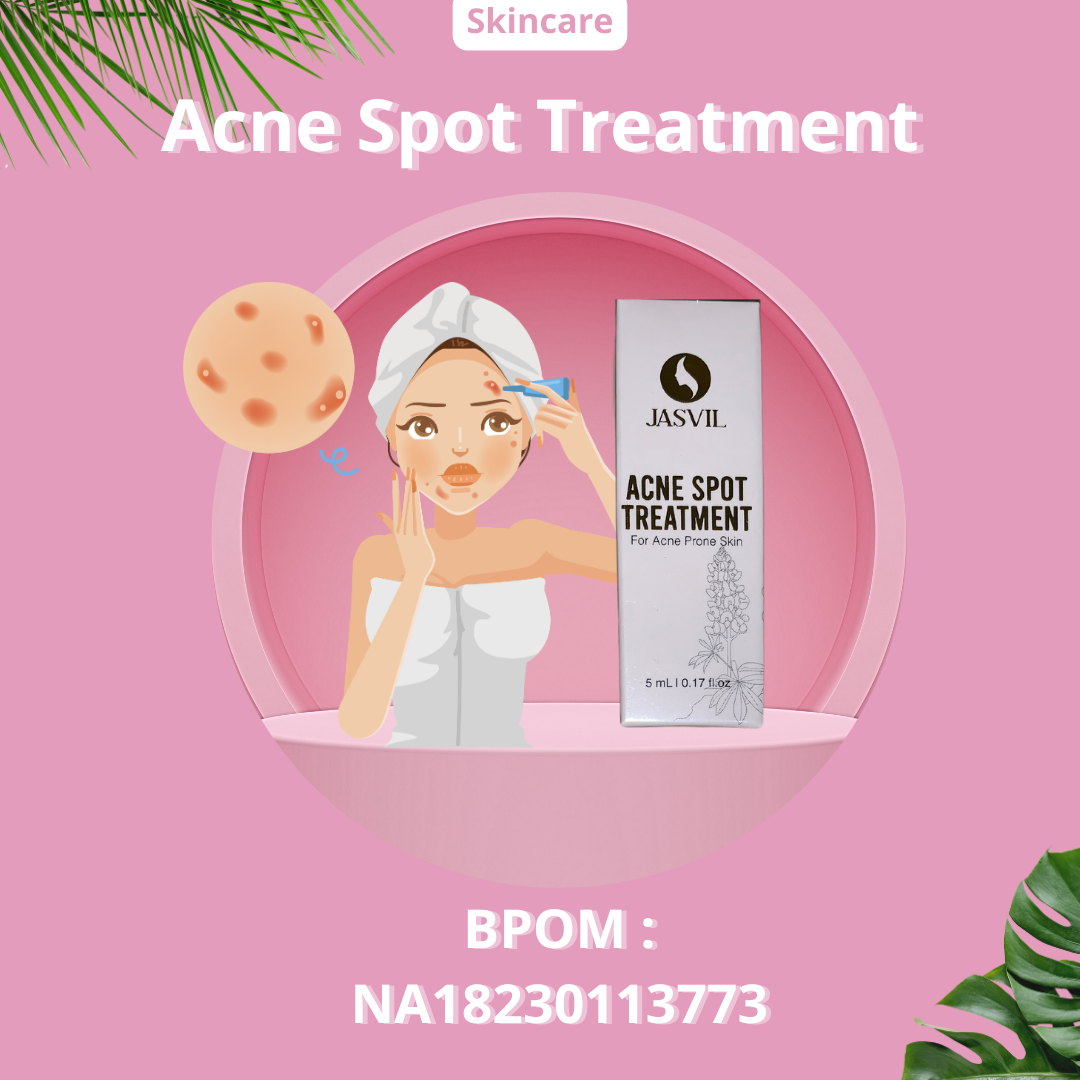 Skincare
Acne Spot Treatment
JASVIL
ACNE SPOT
TREATMENT
For Acne Prone Skin
5 mL I 0.17 fl.oz
BPOM :
NA18230113773